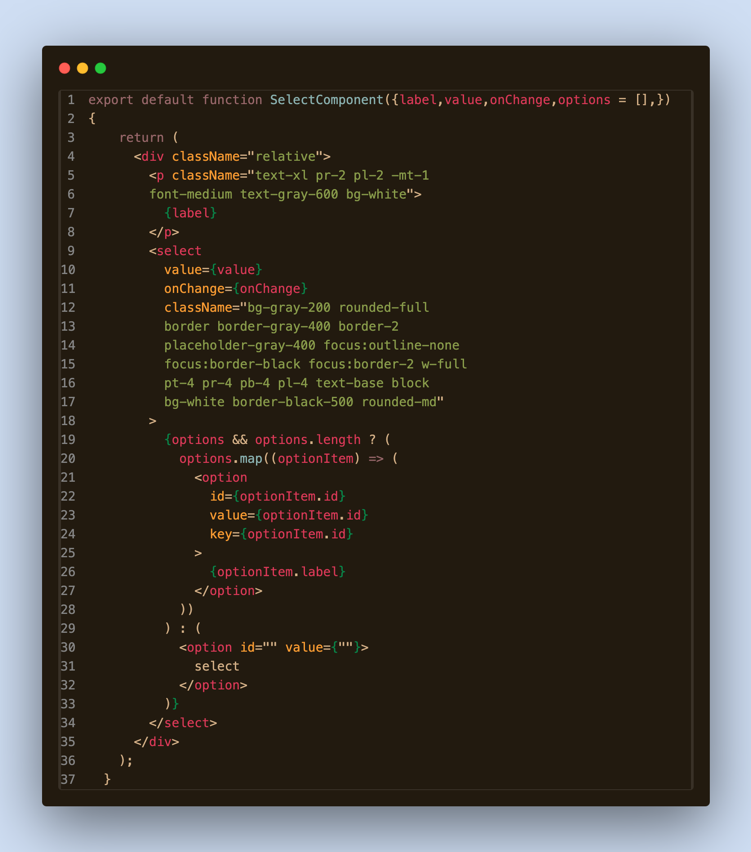 1 export default function SelectComponent({label,value,onChange,options = [],})
2 {
3     return (
4       <div className="relative">
5         <p className="text-xl pr-2 pl-2 -mt-1
6         font-medium text-gray-600 bg-white">
7           {label}
8         </p>
9         <select
10           value={value}
11           onChange={onChange}
12           className="bg-gray-200 rounded-full
13           border border-gray-400 border-2
14           placeholder-gray-400 focus:outline-none
15           focus:border-black focus:border-2 w-full
16           pt-4 pr-4 pb-4 pl-4 text-base block
17           bg-white border-black-500 rounded-md"
18         >
19           {options && options.length ? (
20             options.map((optionItem) => (
21               <option
22                 id={optionItem.id}
23                 value={optionItem.id}
24                 key={optionItem.id}
25               >
26                 {optionItem.label}
27               </option>
28             ))
29           ) : (
30             <option id="" value={""}>
31               select
32             </option>
33           )}
34         </select>
35       </div>
36     );
37   }